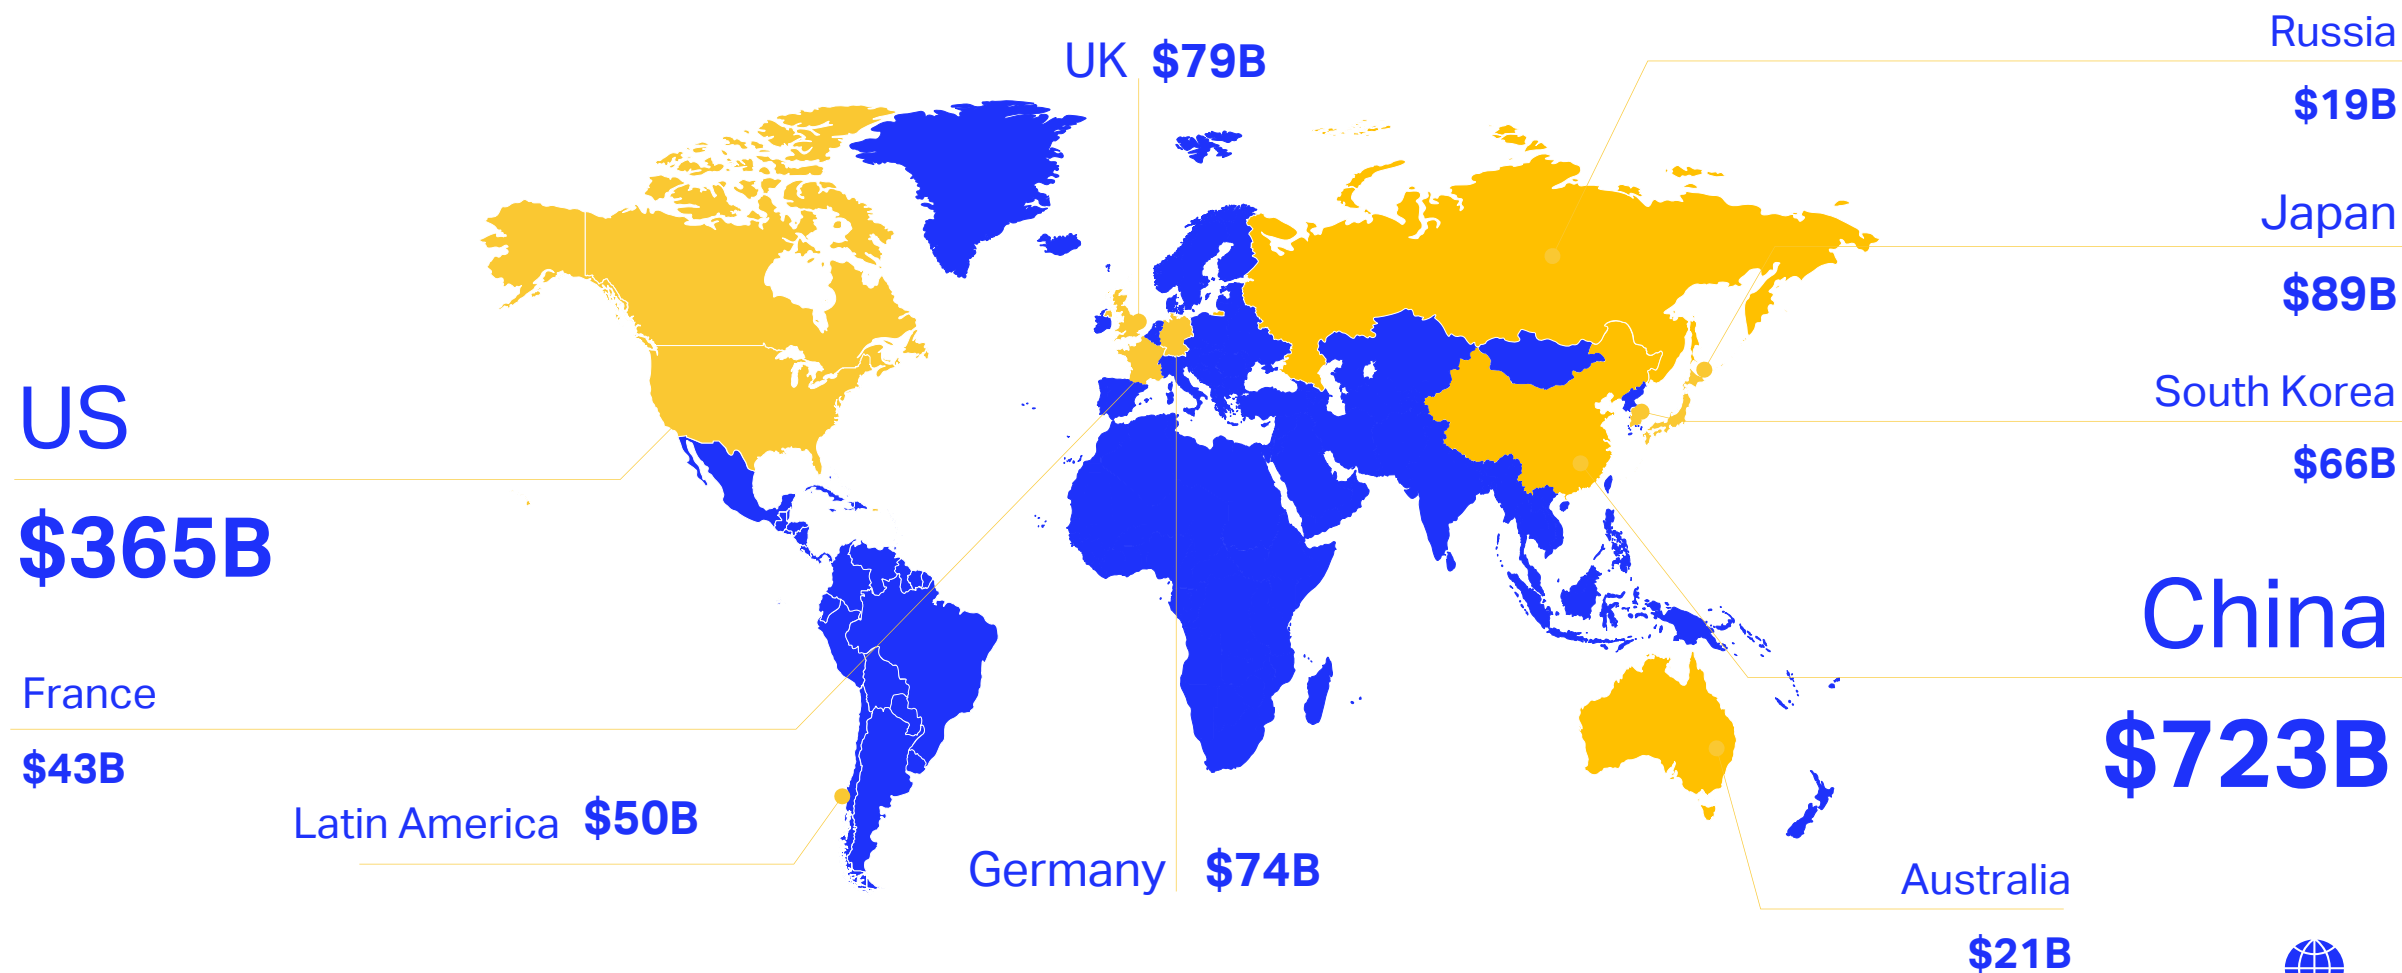 UK $79B
Russia
$19B
Japan
$89B
US
$365B
South Korea
$66B
China
$723B
France
$43B
Latin America $50B
Germany $74B
Australia
$21B